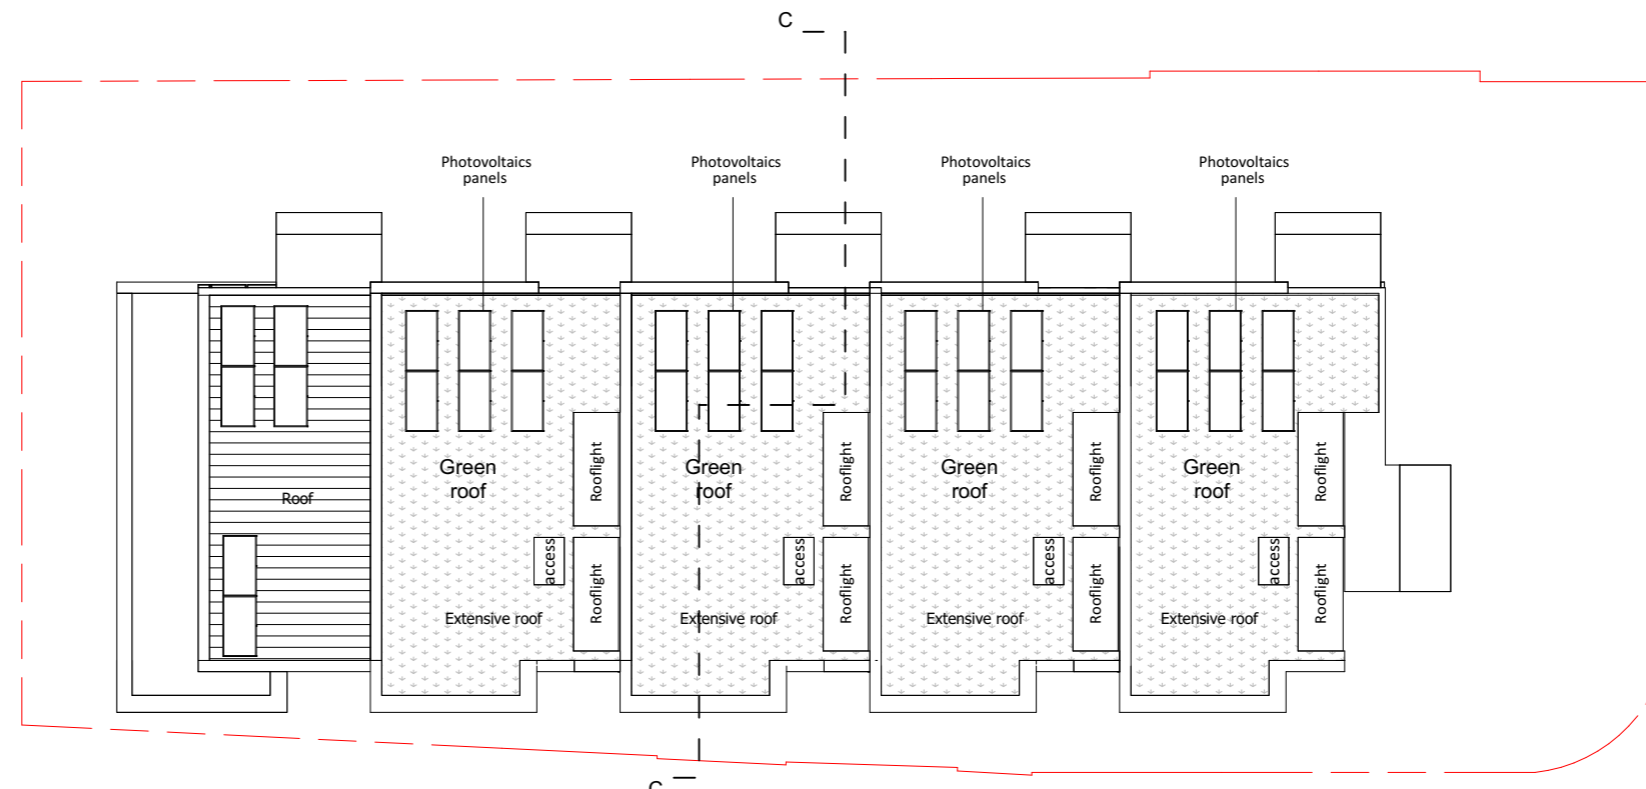 C
Photovoltaics
panels
Photovoltaics
panels
Photovoltaics
panels
Photovoltaics
panels
Roof
Green
roof
Rooflight
access
Rooflight
Extensive roof
Green
roof
Rooflight
access
Rooflight
Extensive roof
Green
roof
Rooflight
access
Rooflight
Extensive roof
Green
roof
Rooflight
access
Rooflight
Extensive roof
C